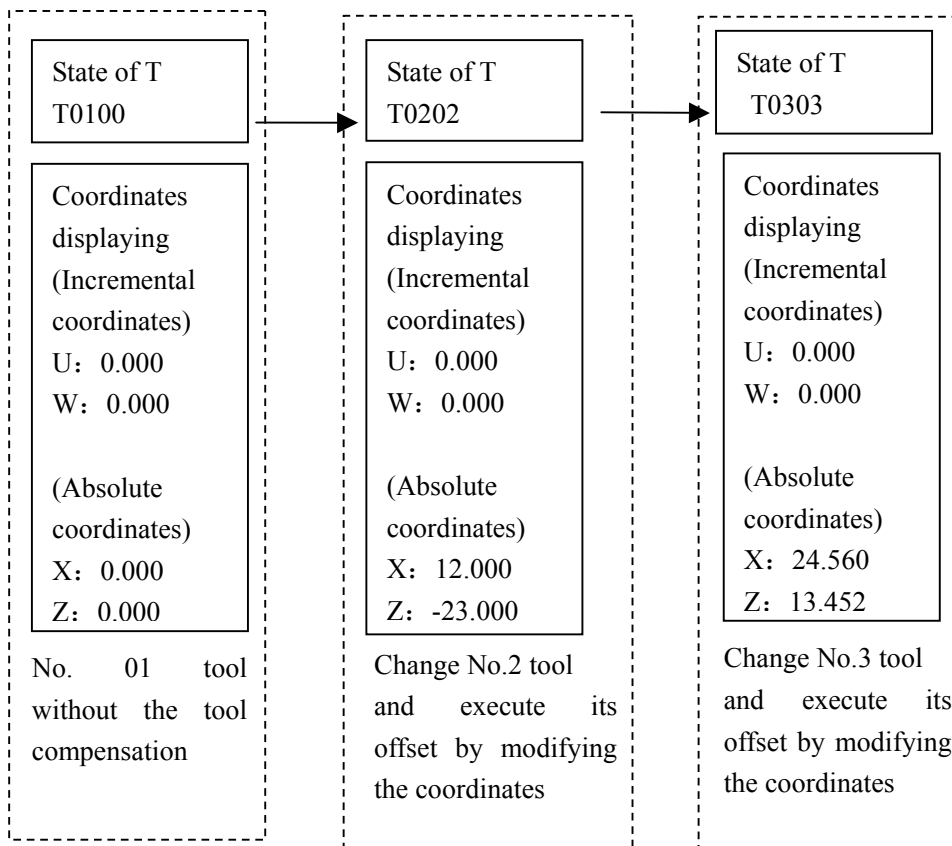 State of T
T0100
Coordinates
displaying
(Incremental
coordinates)
U：0.000
W：0.000
(Absolute
coordinates)
X：0.000
Z：0.000
No. 01 tool
without the tool
compensation
State of T
T0202
Coordinates
displaying
(Incremental
coordinates)
U：0.000
W：0.000
(Absolute
coordinates)
X：12.000
Z：-23.000
Change No.2 tool
and execute its
offset by modifying
the coordinates
State of T
T0303
Coordinates
displaying
(Incremental
coordinates)
U：0.000
W：0.000
(Absolute
coordinates)
X：24.560
Z：13.452
Change No.3 tool
and execute its
offset by modifying
the coordinates